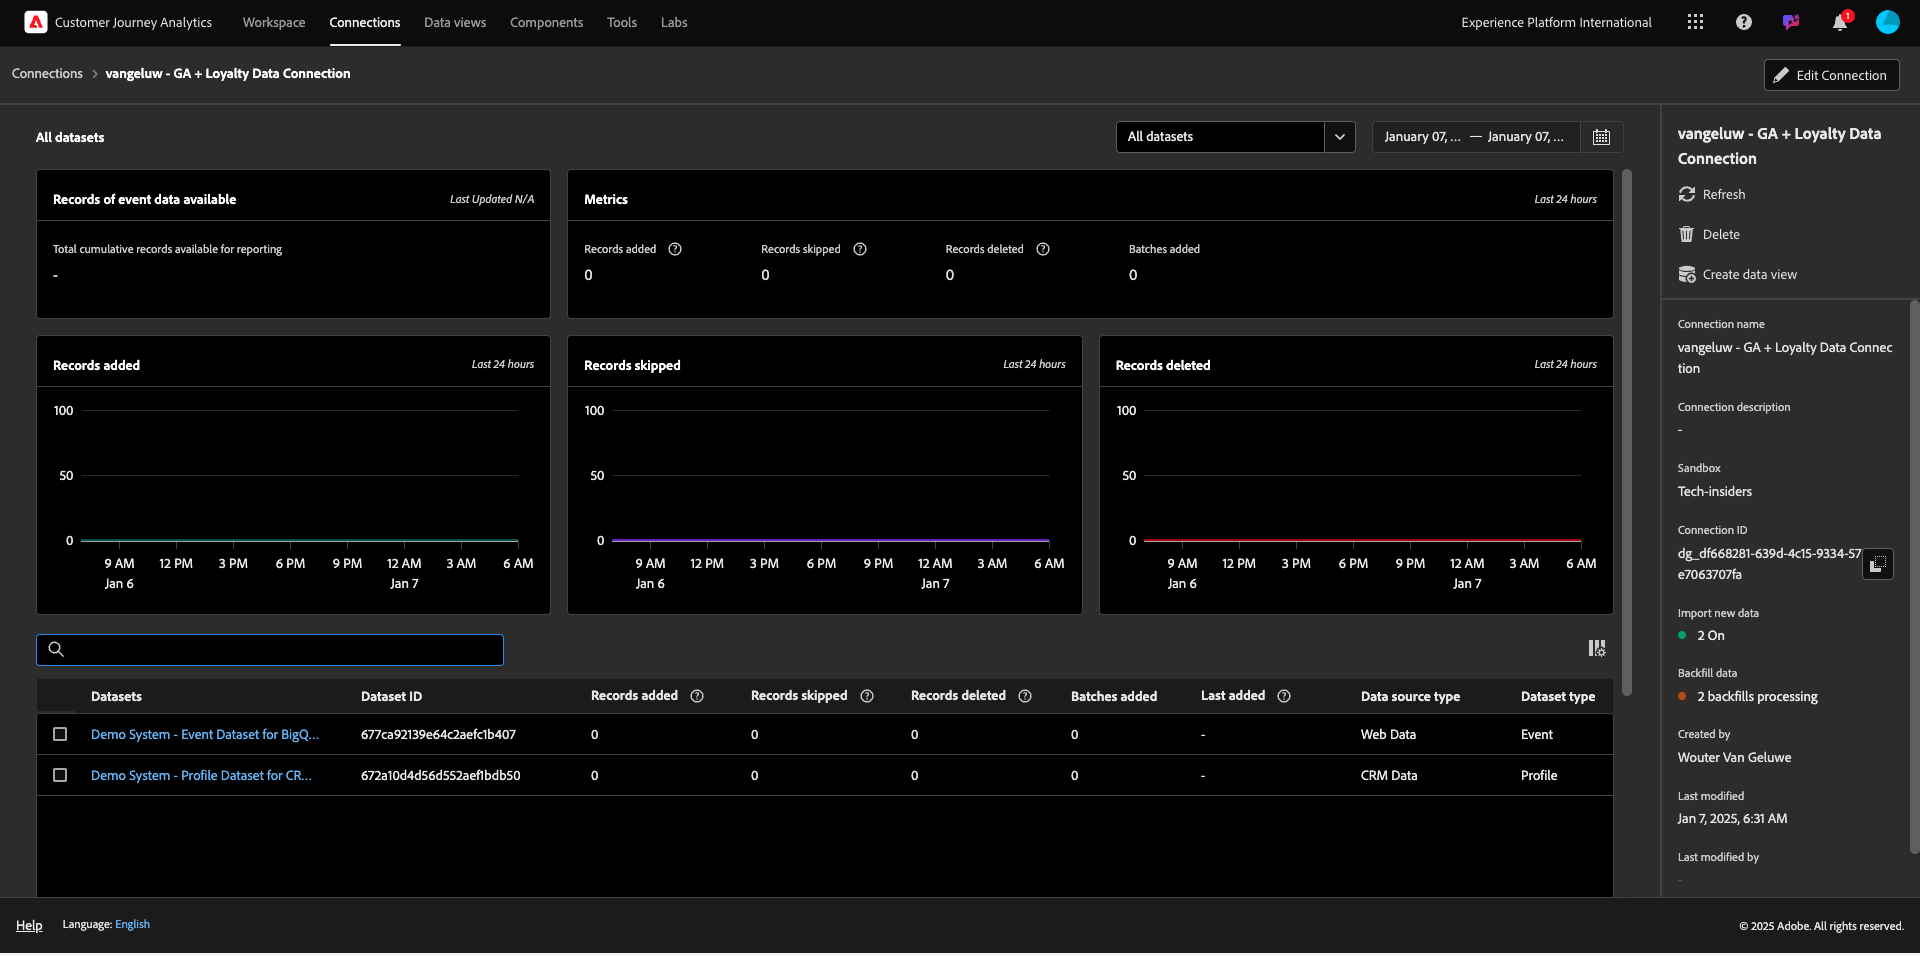 Customer Journey Analytics
Workspace
Connections
Data views
Components
Tools
Labs
Experience Platform International
1
Connections > vangeluw - GA + Loyalty Data Connection
Edit Connection
All datasets
All datasets
January 07, ... — January 07, ...
Records of event data available
Last Updated N/A
Total cumulative records available for reporting
-
Metrics
Last 24 hours
Records added
Records skipped
Records deleted
Batches added
0
0
0
0
Records added
Last 24 hours
100
50
0
9 AM 12 PM 3 PM 6 PM 9 PM 12 AM 3 AM 6 AM
Jan 6 Jan 7
Records skipped
Last 24 hours
100
50
0
9 AM 12 PM 3 PM 6 PM 9 PM 12 AM 3 AM 6 AM
Jan 6 Jan 7
Records deleted
Last 24 hours
100
50
0
9 AM 12 PM 3 PM 6 PM 9 PM 12 AM 3 AM 6 AM
Jan 6 Jan 7
Datasets Dataset ID Records added Records skipped Records deleted Batches added Last added Data source type Dataset type
Demo System - Event Dataset for BigQ... 677ca92139e64c2aefc1b407 0 0 0 0 - Web Data Event
Demo System - Profile Dataset for CR... 672a10d4d56d552aef1bdb50 0 0 0 0 - CRM Data Profile
vangeluw - GA + Loyalty Data
Connection
Refresh
Delete
Create data view
Connection name
vangeluw - GA + Loyalty Data Connec
tion
Connection description
-
Sandbox
Tech-insiders
Connection ID
dg_df668281-639d-4c15-9334-57
e7063707fa
Import new data
2 On
Backfill data
2 backfills processing
Created by
Wouter Van Geluwe
Last modified
Jan 7, 2025, 6:31 AM
Last modified by
-
Help
Language: English
© 2025 Adobe. All rights reserved.